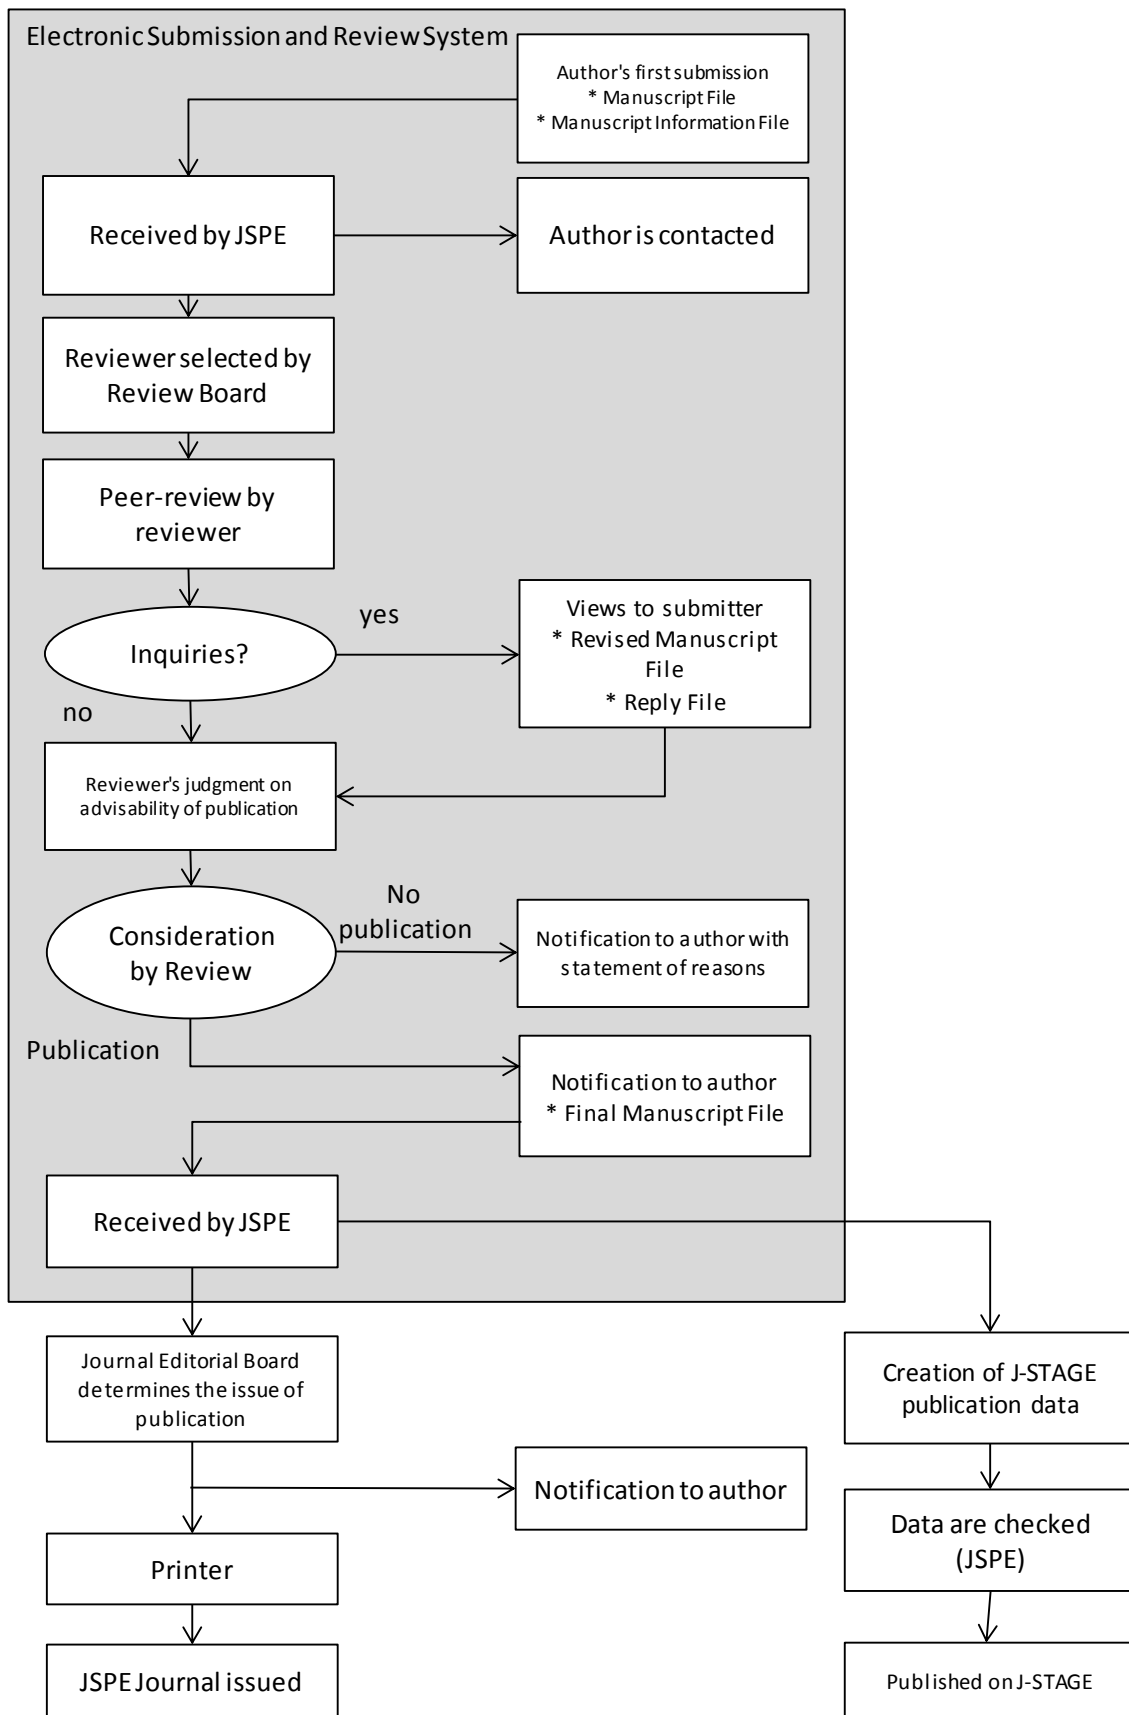 Electronic Submission and Review System
Author's first submission
* Manuscript File
* Manuscript Information File
Received by JSPE
Author is contacted
Reviewer selected by
Review Board
Peer-review by
reviewer
Inquiries?
yes
Views to submitter
* Revised Manuscript
File
* Reply File
no
Reviewer's judgment on
advisability of publication
Consideration
by Review
No
publication
Notification to author with
statement of reasons
Publication
Notification to author
* Final Manuscript File
Received by JSPE
Journal Editorial Board
determines the issue of
publication
Creation of J-STAGE
publication data
Notification to author
Data are checked
(JSPE)
Printer
JSPE Journal issued
Published on J-STAGE